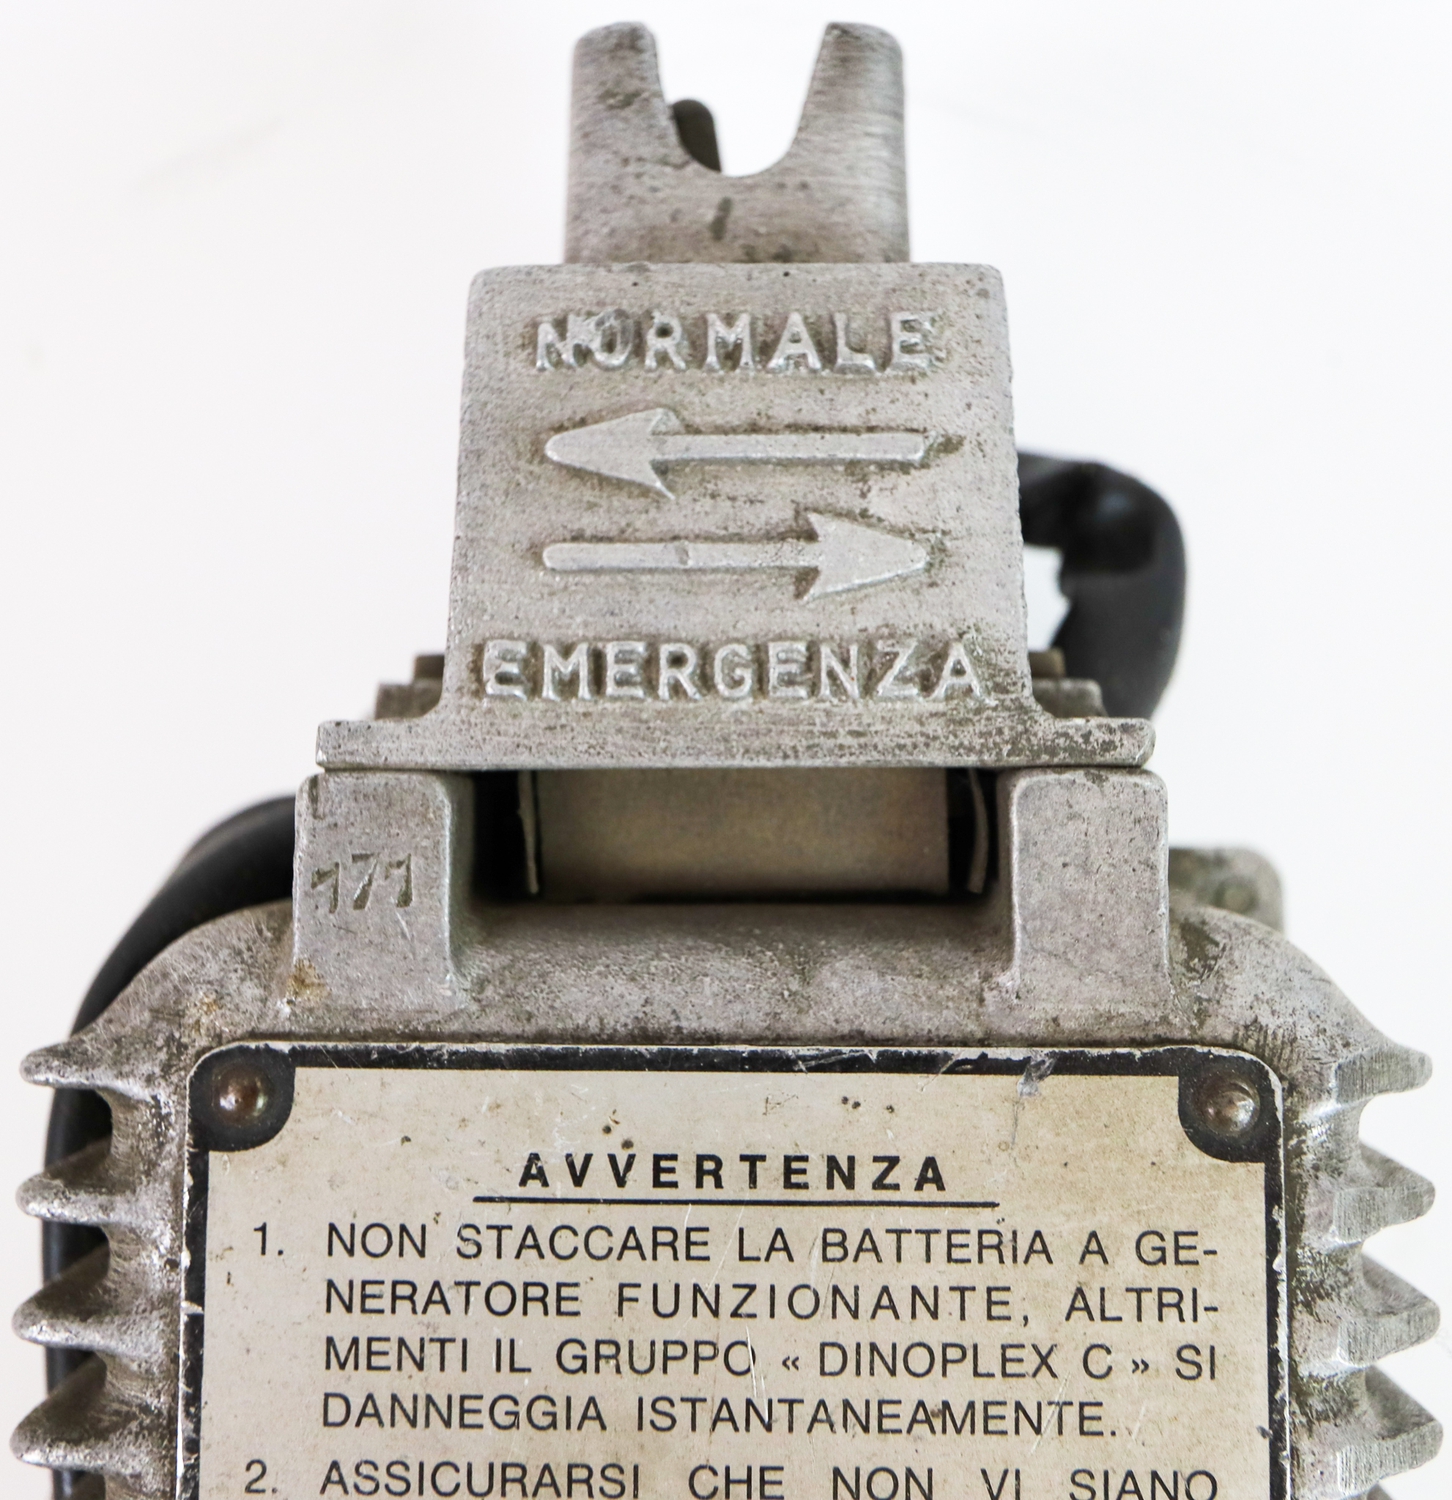 NORMALE
EMERGENZA
171
AVVERTENZA
1. NON STACCARE LA BATTERIA A GE-
NERATORE FUNZIONANTE, ALTRI-
MENTI IL GRUPPO « DINOPLEX C » SI
DANNEGGIA ISTANTANEAMENTE.
2. ASSICURARSI CHE NON VI SIANO